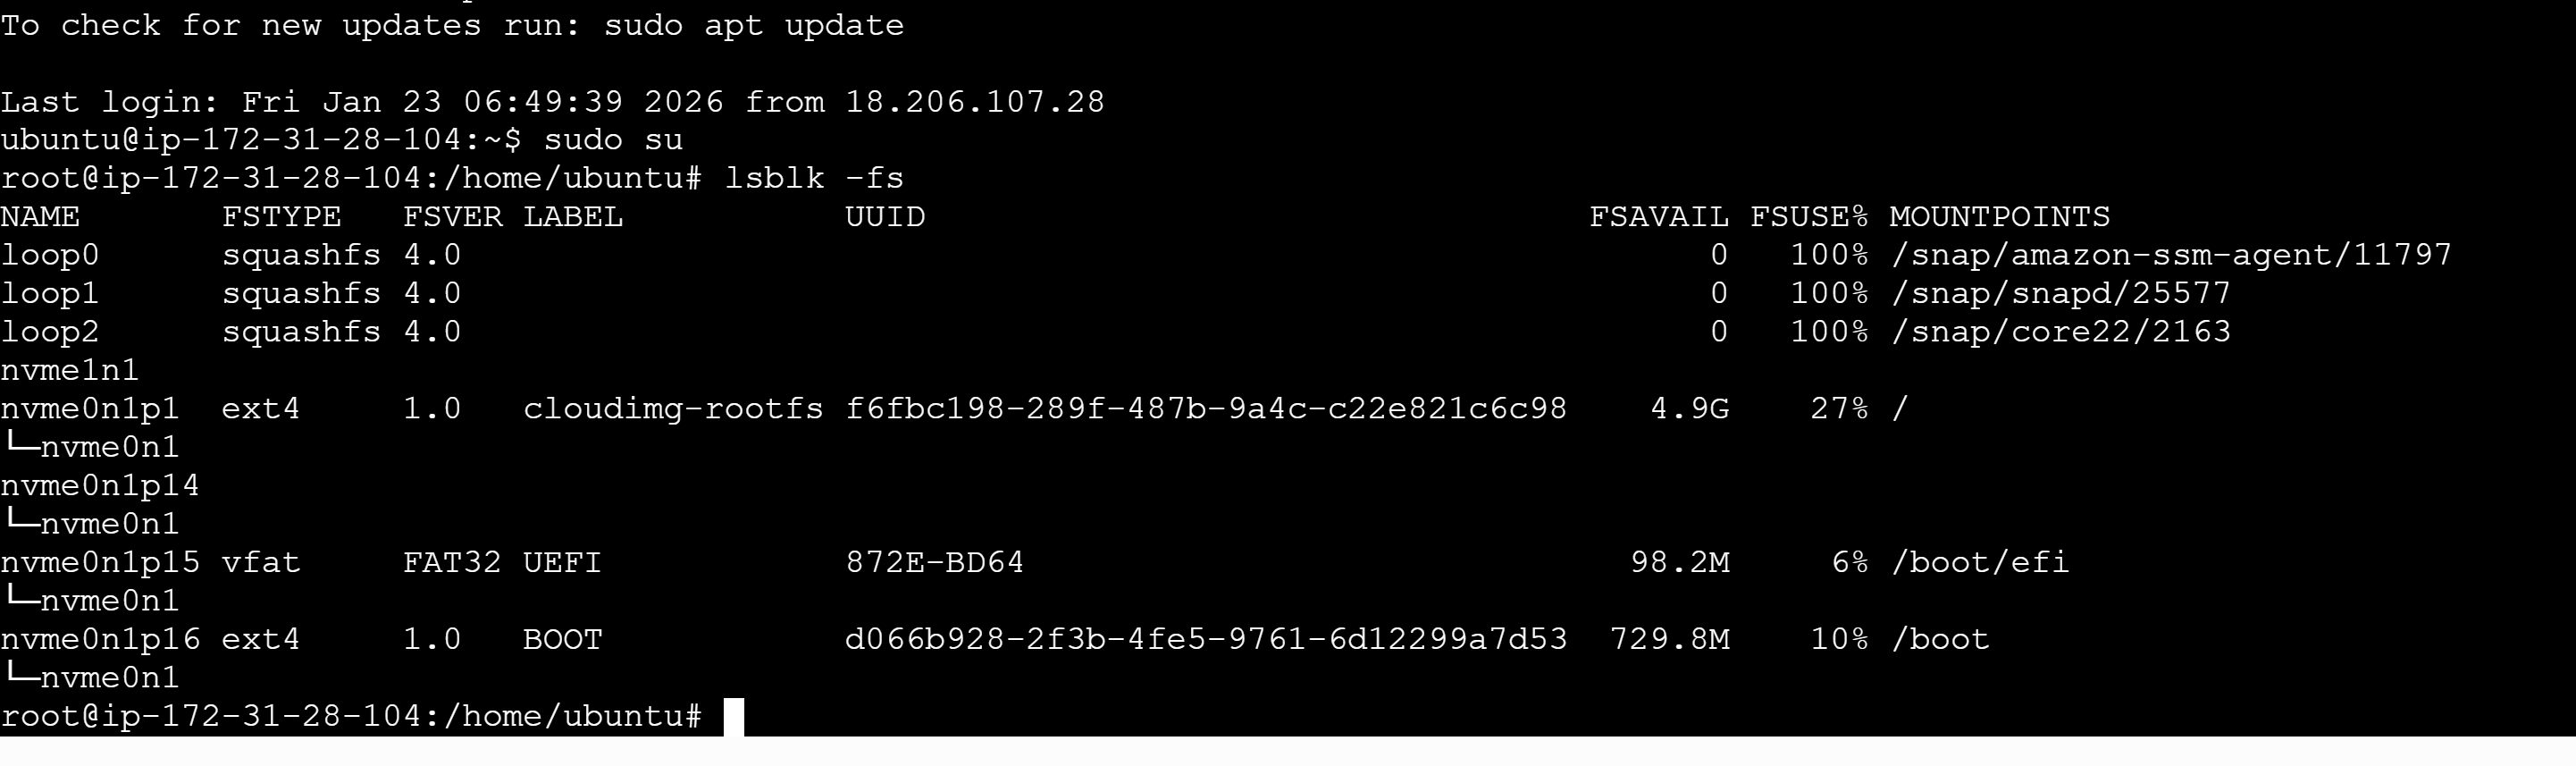 To check for new updates run: sudo apt update
Last login: Fri Jan 23 06:49:39 2026 from 18.206.107.28
ubuntu@ip-172-31-28-104:~$ sudo su
root@ip-172-31-28-104:/home/ubuntu# lsblk -fs
NAME       FSTYPE   FSVER LABEL           UUID                                 FSAVAIL FSUSE% MOUNTPOINTS
loop0      squashfs 4.0                                                              0   100% /snap/amazon-ssm-agent/11797
loop1      squashfs 4.0                                                              0   100% /snap/snapd/25577
loop2      squashfs 4.0                                                              0   100% /snap/core22/2163
nvme1n1
nvme0n1p1  ext4     1.0   cloudimg-rootfs f6fbc198-289f-487b-9a4c-c22e821c6c98    4.9G    27% /
└─nvme0n1
nvme0n1p14
└─nvme0n1
nvme0n1p15 vfat     FAT32 UEFI            872E-BD64                              98.2M     6% /boot/efi
└─nvme0n1
nvme0n1p16 ext4     1.0   BOOT            d066b928-2f3b-4fe5-9761-6d12299a7d53  729.8M    10% /boot
└─nvme0n1
root@ip-172-31-28-104:/home/ubuntu#